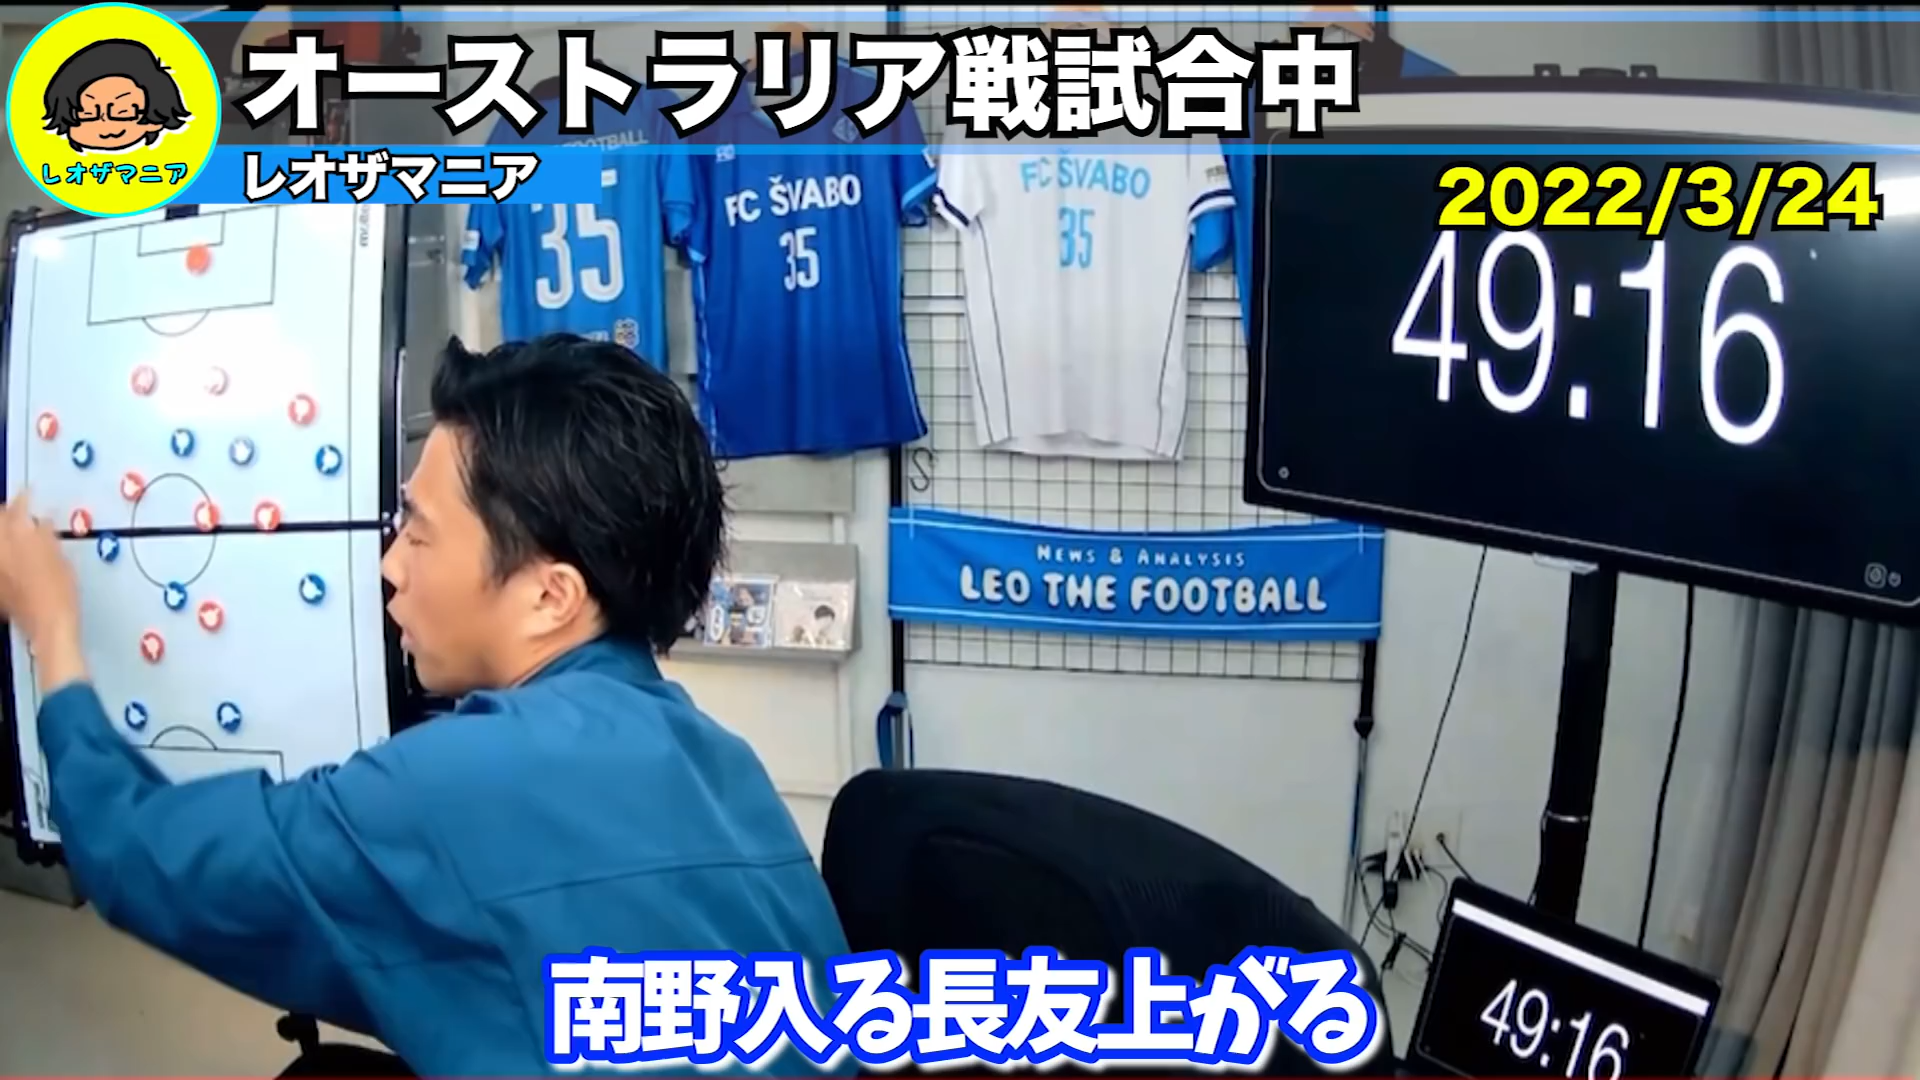 オーストラリア戦試合中
レオザマニア
レオザマニア
2022/3/24
49:16
FOOTBALL
35
FC ŠVABO
35
FC ŠVABO
35
NEWS & ANALYSIS
LEO THE FOOTBALL
49:16
南野入る長友上がる